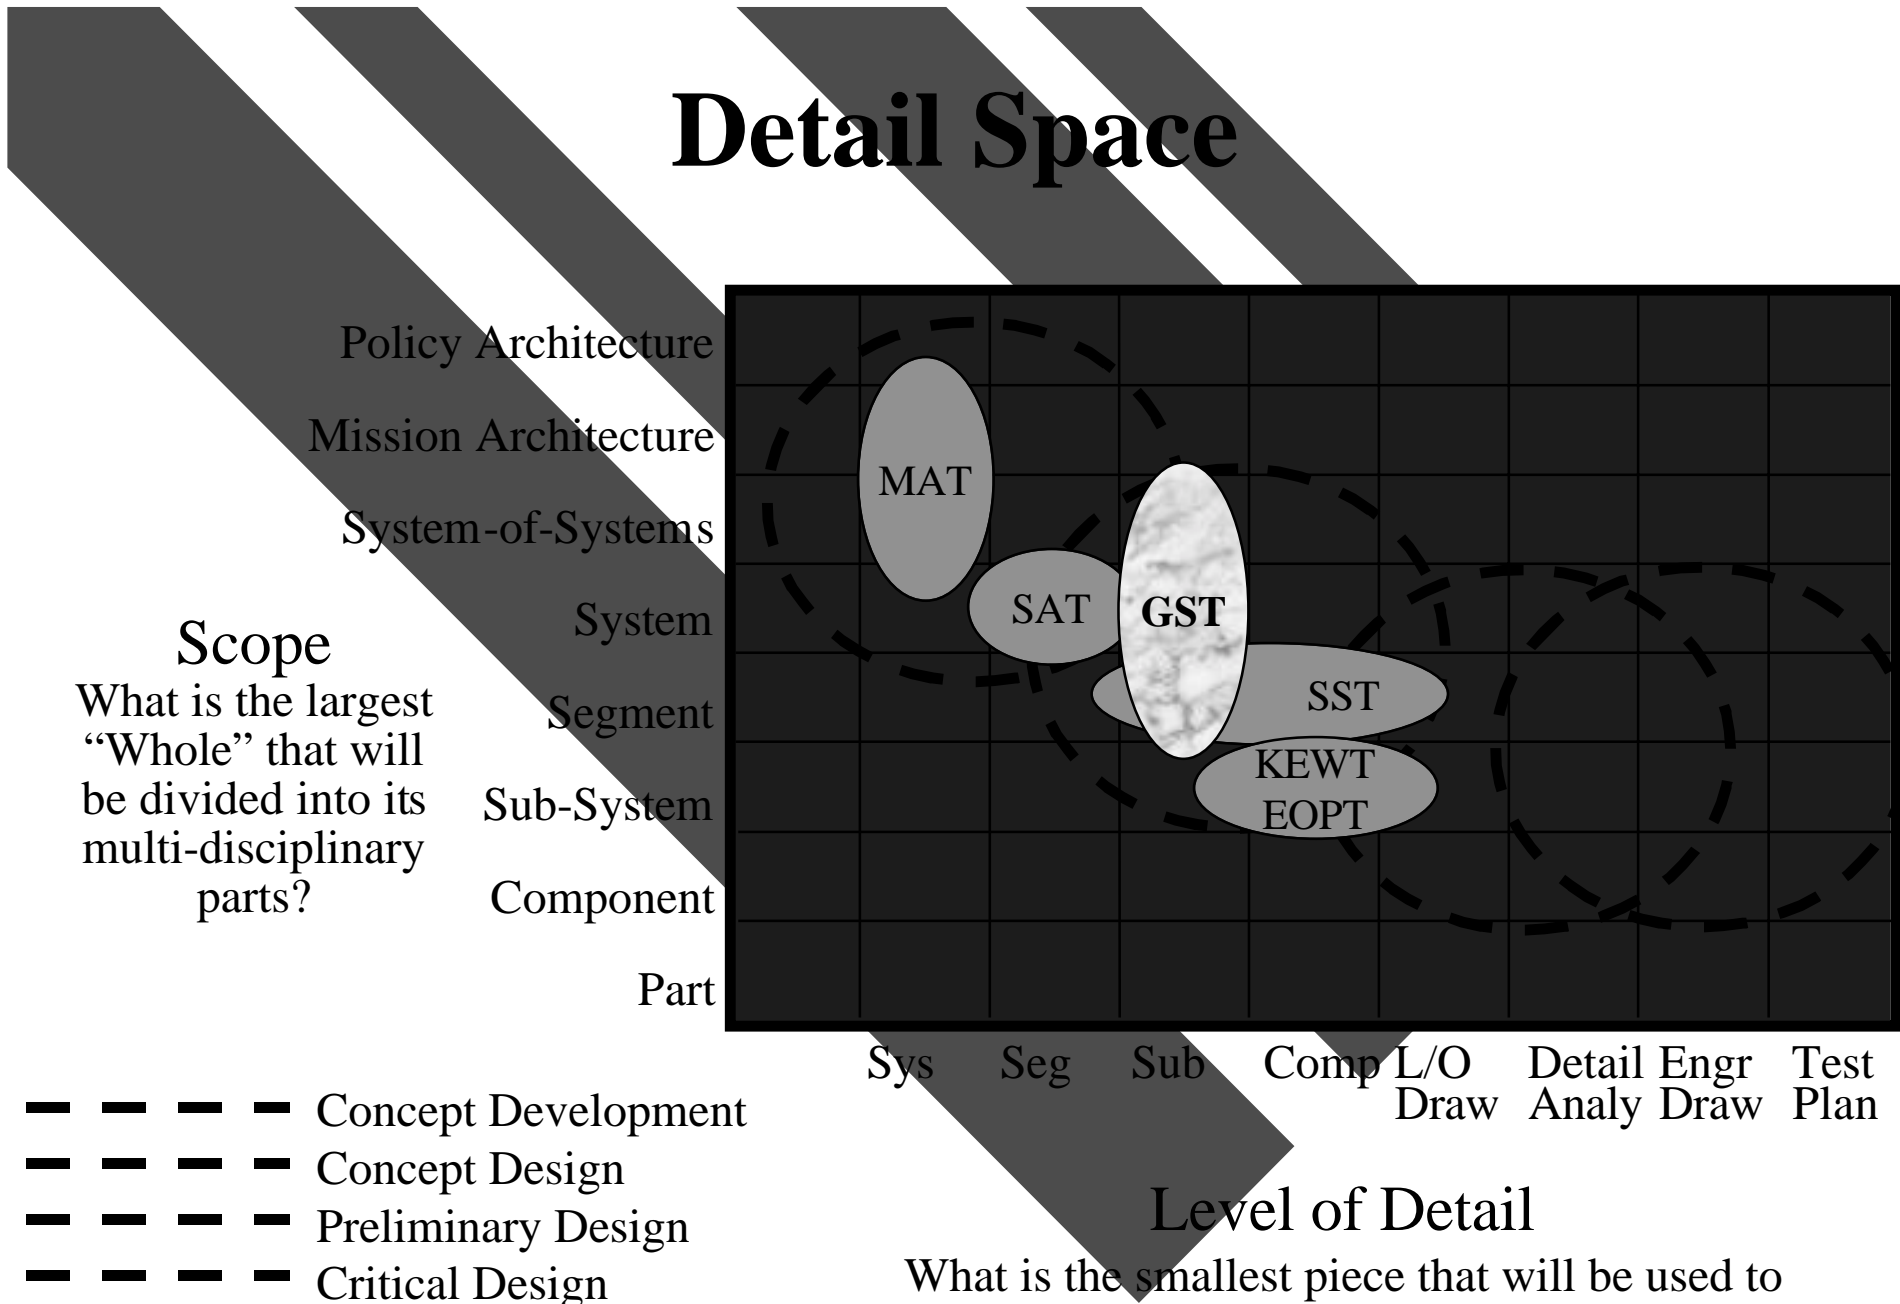 Detail Space
Policy Architecture
Mission Architecture
System-of-Systems
System
Segment
Sub-System
Component
Part
Scope
What is the largest
“Whole” that will
be divided into its
multi-disciplinary
parts?
MAT
SAT
GST
SST
KEWT
EOPT
Sys
Seg
Sub
Comp
L/O
Draw
Detail
Analy
Engr
Draw
Test
Plan
Concept Development
Concept Design
Preliminary Design
Critical Design
Level of Detail
What is the smallest piece that will be used to